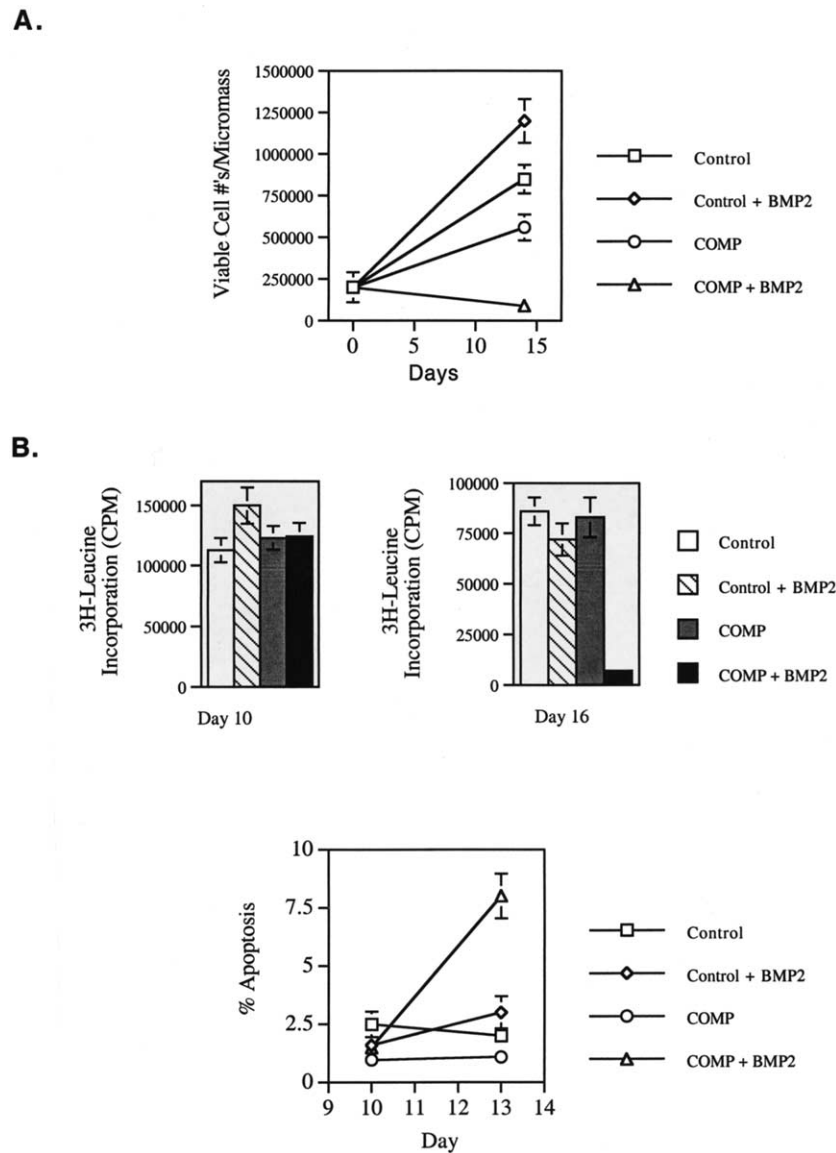 A.
Viable Cell #'s/Micromass
1500000
1250000
1000000
750000
500000
250000
0
0 5 10 15
Days
Control
Control + BMP2
COMP
COMP + BMP2
B.
3H-Leucine
Incorporation (CPM)
150000
100000
50000
0
Day 10
3H-Leucine
Incorporation (CPM)
100000
75000
50000
25000
0
Day 16
Control
Control + BMP2
COMP
COMP + BMP2
% Apoptosis
10
7.5
5
2.5
0
9 10 11 12 13 14
Day
Control
Control + BMP2
COMP
COMP + BMP2